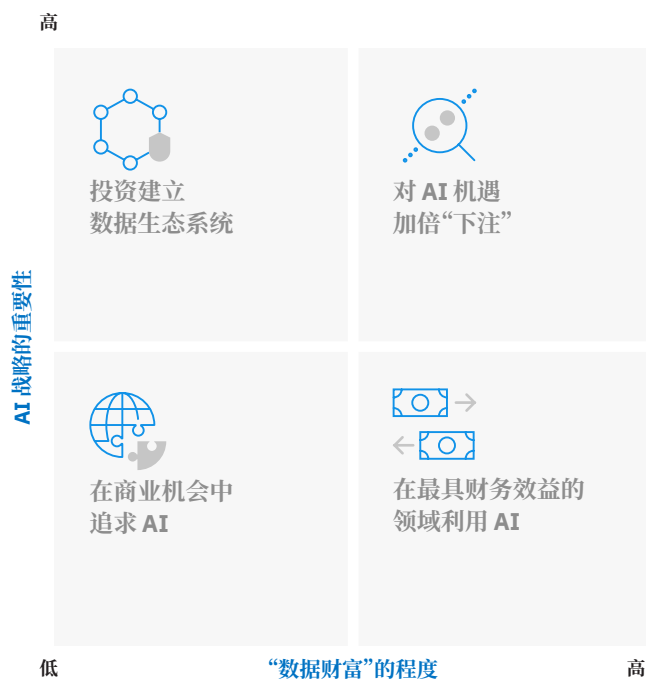 高
投资建立
数据生态系统
对 AI 机遇
加倍“下注”
AI 战略的重要性
在商业机会中
追求 AI
在最具财务效益的
领域利用 AI
低
“数据财富”的程度
高